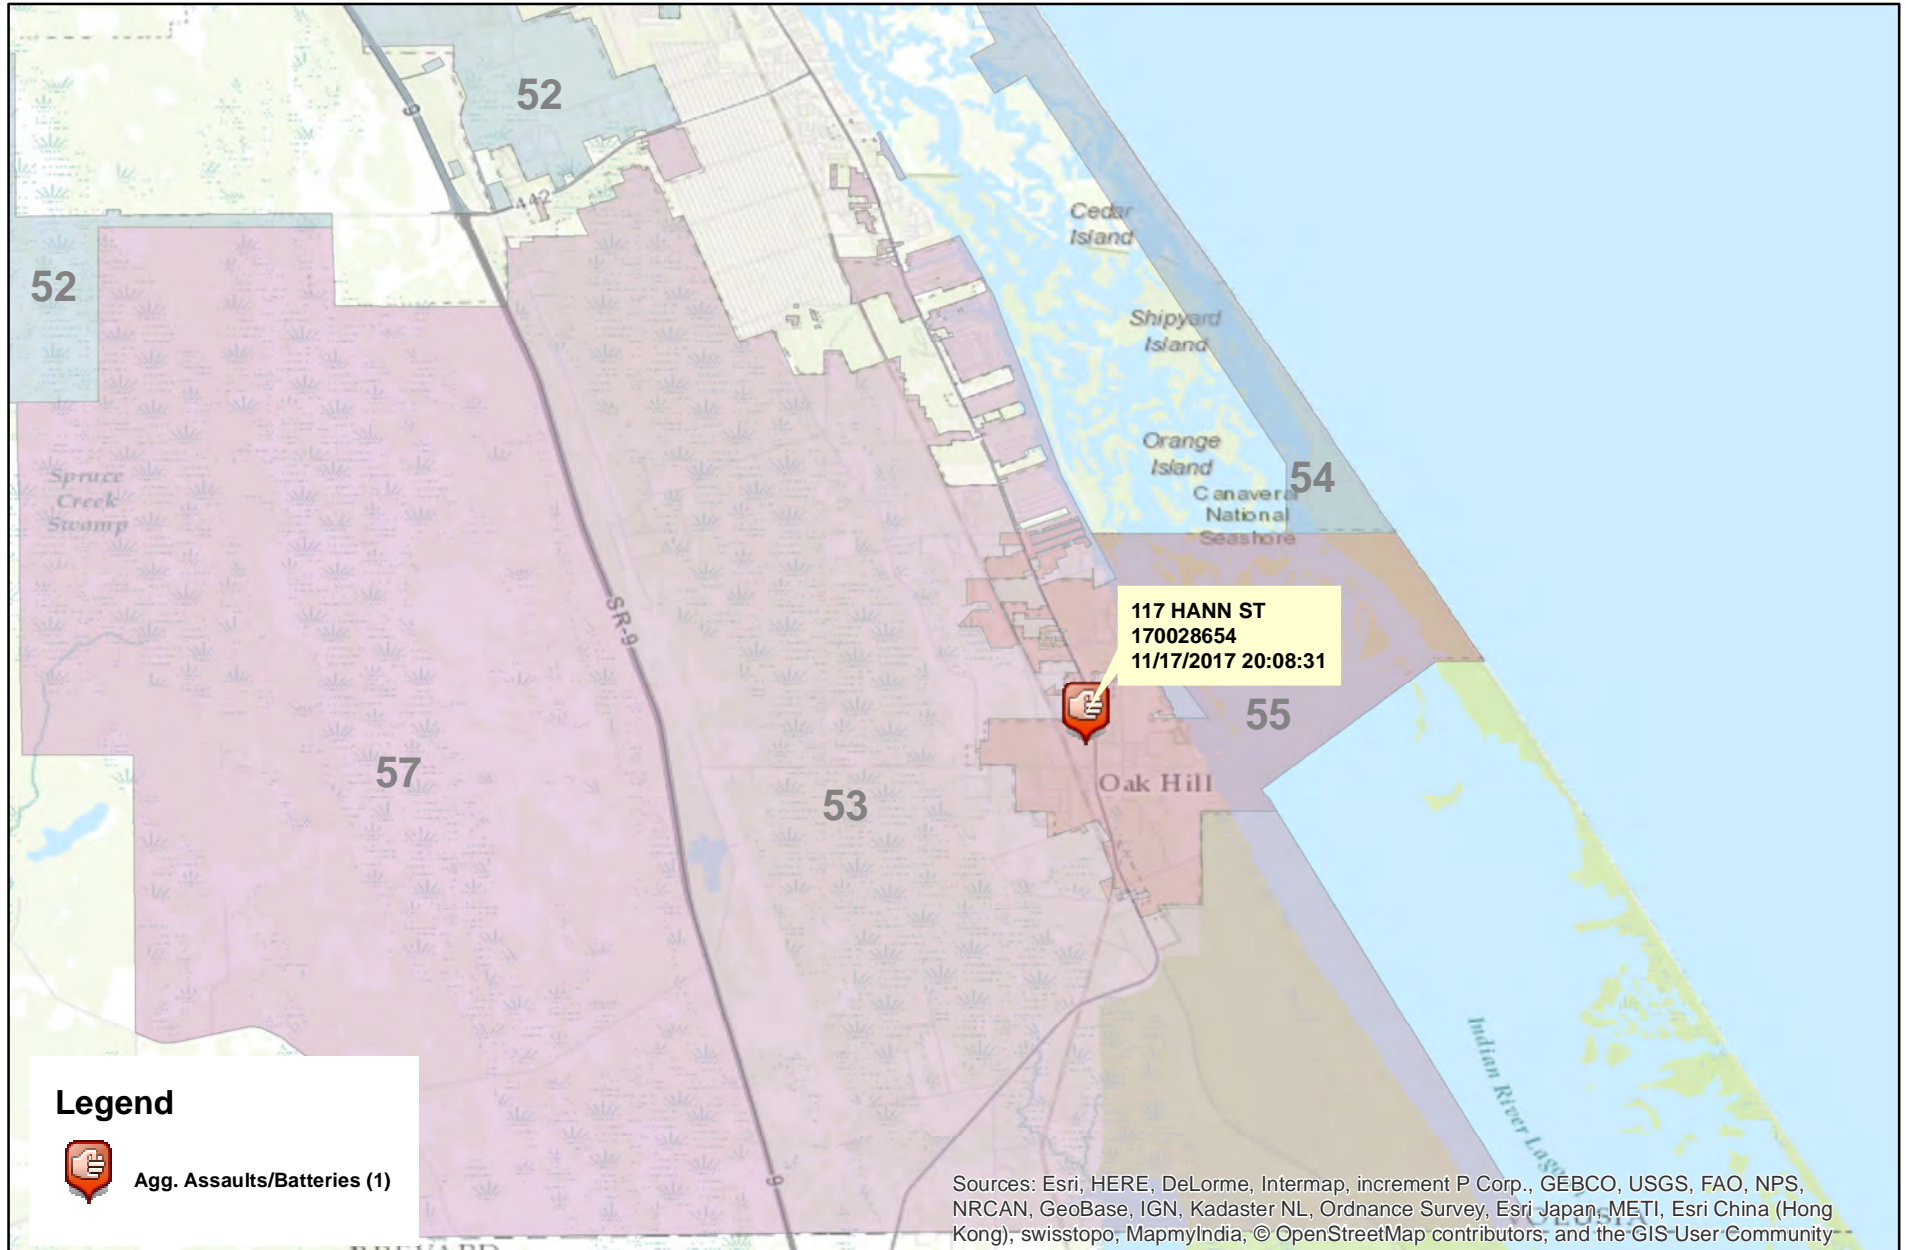 52
9
442
52
Cedar
Island
Shipyard
Island
Orange
Island
54
Canaveral
National
Seashore
Spruce
Creek
Swamp
SR-9
117 HANN ST
170028654
11/17/2017 20:08:31
55
57
53
Oak Hill
Indian River Lagoon
Legend
Agg. Assaults/Batteries (1)
9
VOLUSIA
BREVARD
Sources: Esri, HERE, DeLorme, Intermap, increment P Corp., GEBCO, USGS, FAO, NPS,
NRCAN, GeoBase, IGN, Kadaster NL, Ordnance Survey, Esri Japan, METI, Esri China (Hong
Kong), swisstopo, MapmyIndia, © OpenStreetMap contributors, and the GIS User Community